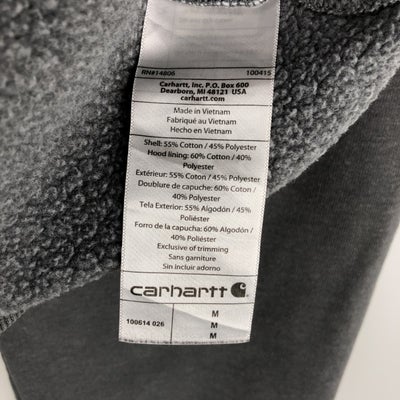 RN#14806 100415
Carhartt, Inc. P.O. Box 600
Dearborn, MI 48121 USA
carhartt.com
Made in Vietnam
Fabriqué au Vietnam
Hecho en Vietnam
Shell: 55% Cotton / 45% Polyester
Hood lining: 60% Cotton / 40%
Polyester
Extérieur: 55% Cotton / 45% Polyester
Doublure de capuche: 60% Cotton /
40% Polyester
Tela Exterior: 55% Algodón / 45%
Poliéster
Forro de la capucha: 60% Algodón /
40% Poliéster
Exclusive of trimming
Sans garniture
Sin incluir adorno
carhartt
100614 026
M
M
M